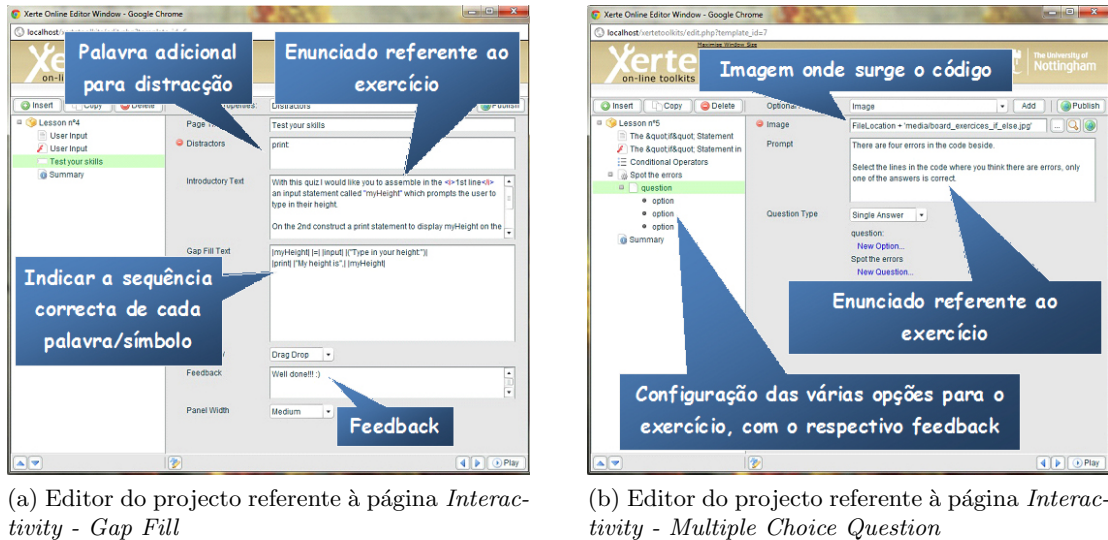 Xerte Online Editor Window - Google Chrome
localhost/xertetoolkits/edit.php?template_id=6
Xe
on-li
Palavra adicional
para distracção
Enunciado referente ao
exercício
Insert Copy Delete
Distractors
Publish
Lesson nº4
User Input
User Input
Test your skills
Summary
Page T
Test your skills
Distractors
print:
Introductory Text
With this quiz I would like you to assemble in the <i>1st line</i>
an input statement called "myHeight" which prompts the user to
type in their height.
On the 2nd construct a print statement to display myHeight on the
Gap Fill Text
|myHeight| |=| |input| |("Type in your height:")|
|print| |"My height is",| |myHeight|
Indicar a sequência
correcta de cada
palavra/símbolo
Drag Drop
Feedback
Well done!!! :)
Panel Width
Medium
Feedback
Play
(a) Editor do projecto referente à página Interac-
tivity - Gap Fill
Xerte Online Editor Window - Google Chrome
localhost/xertetoolkits/edit.php?template_id=7
Maximise Window Size
Xerte
on-line toolkits
The University of
Nottingham
Imagem onde surge o código
Insert Copy Delete
Optional
Image
Add
Publish
Lesson nº5
The &quot;if&quot; Statement
The &quot;if&quot; Statement in
Conditional Operators
Spot the errors
question
option
option
option
Summary
Image
FileLocation + 'media/board_exercices_if_else.jpg'
...
Prompt
There are four errors in the code beside.
Select the lines in the code where you think there are errors, only
one of the answers is correct.
Question Type
Single Answer
question:
New Option...
Spot the errors
New Question...
Enunciado referente ao
exercício
Configuração das várias opções para o
exercício, com o respectivo feedback
Play
(b) Editor do projecto referente à página Interac-
tivity - Multiple Choice Question